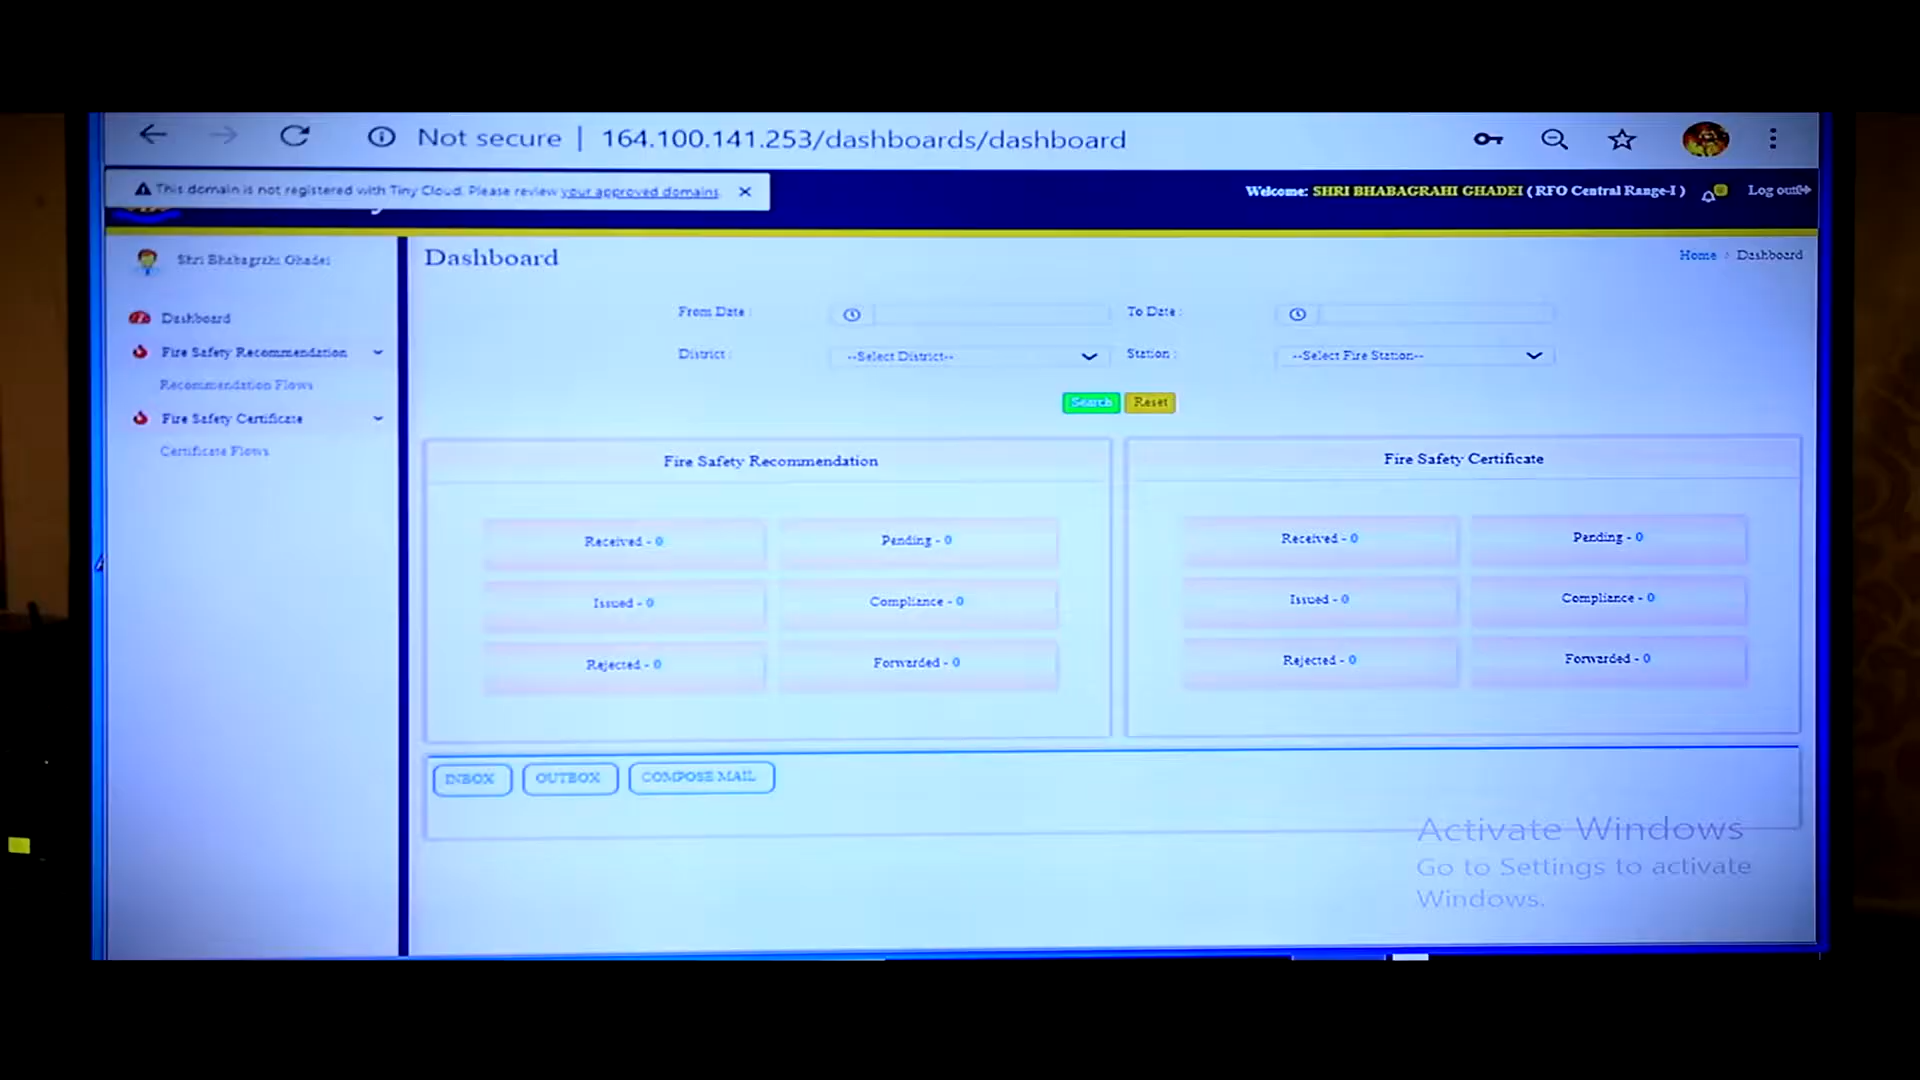 Not secure | 164.100.141.253/dashboards/dashboard
This domain is not registered with Tiny Cloud. Please review your approved domains.
Welcome: SHRI BHABAGRAHI GHADEI ( RFO Central Range-I )
Log out
Shri Bhabagrahi Ghadei
Dashboard
Fire Safety Recommendation
Recommendation Flows
Fire Safety Certificate
Certificate Flows
Dashboard
Home > Dashboard
From Date :
To Date :
District :
--Select District--
Station :
--Select Fire Station--
Search
Reset
Fire Safety Recommendation
Received - 0
Pending - 0
Issued - 0
Compliance - 0
Rejected - 0
Forwarded - 0
Fire Safety Certificate
Received - 0
Pending - 0
Issued - 0
Compliance - 0
Rejected - 0
Forwarded - 0
INBOX
OUTBOX
COMPOSE MAIL
Activate Windows
Go to Settings to activate
Windows.